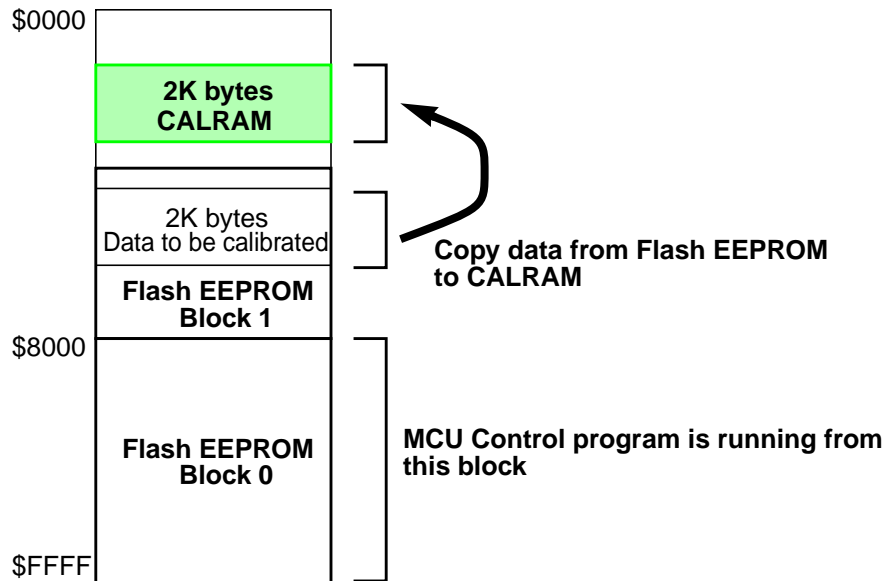 $0000
2K bytes
CALRAM
2K bytes
Data to be calibrated
Copy data from Flash EEPROM
to CALRAM
Flash EEPROM
Block 1
$8000
Flash EEPROM
Block 0
MCU Control program is running from
this block
$FFFF